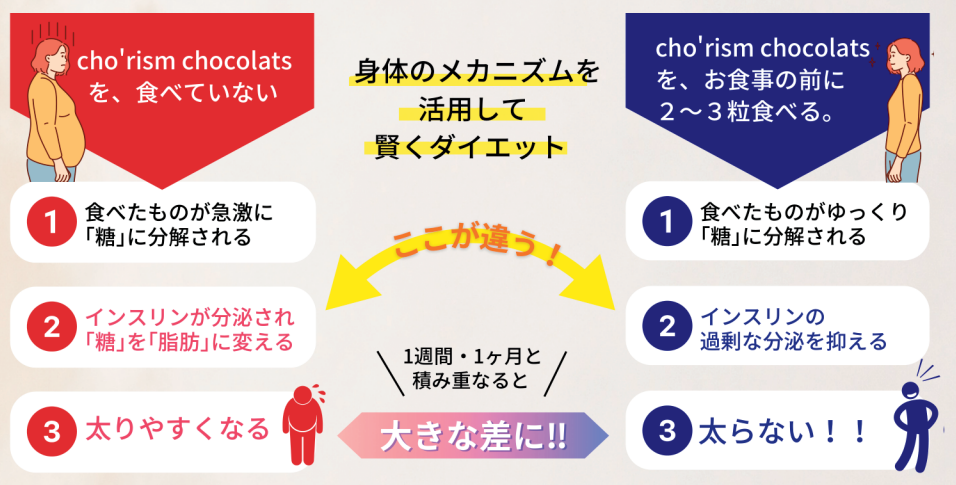 cho'rism chocolats
を、食べていない
1
食べたものが急激に
「糖」に分解される
2
インスリンが分泌され
「糖」を「脂肪」に変える
3
太りやすくなる
身体のメカニズムを
活用して
賢くダイエット
ここが違う！
1週間・1ヶ月と
積み重なると
大きな差に!!
cho'rism chocolats
を、お食事の前に
２～３粒食べる。
1
食べたものがゆっくり
「糖」に分解される
2
インスリンの
過剰な分泌を抑える
3
太らない！！